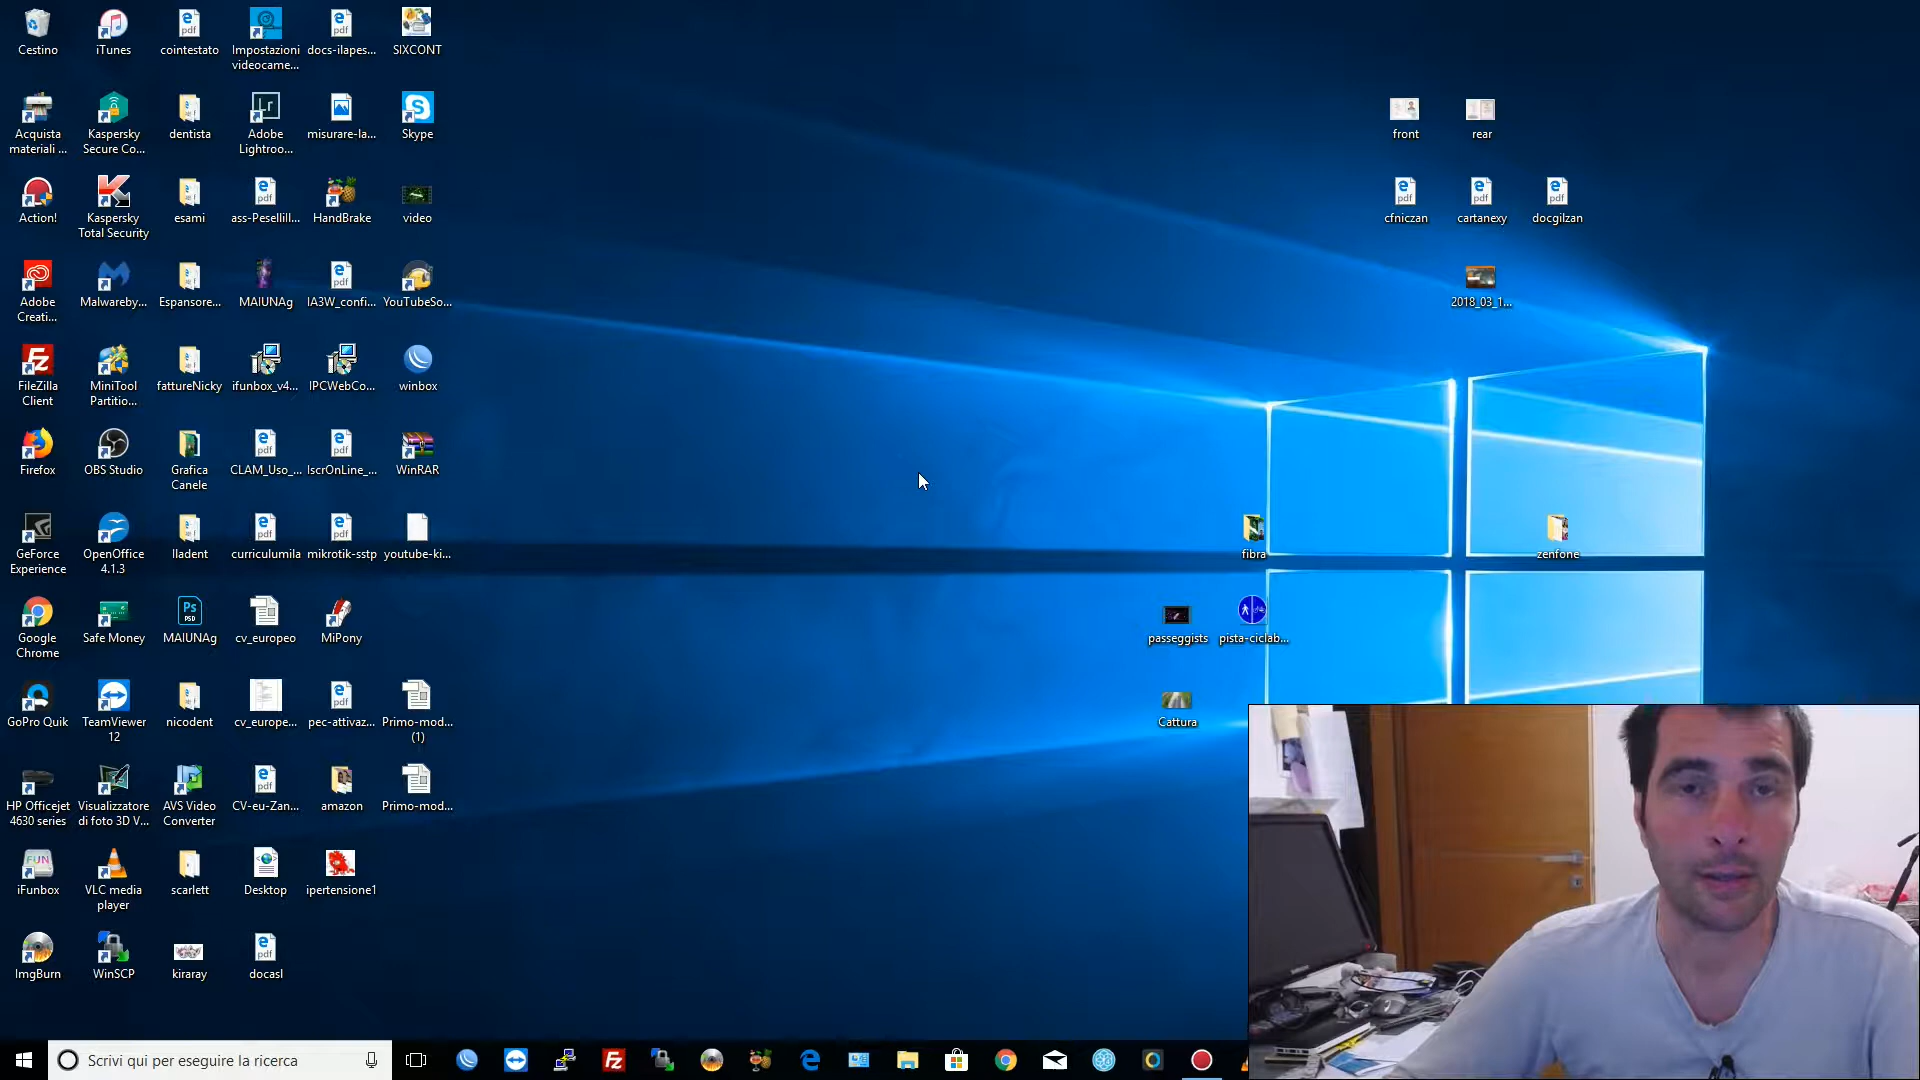 Cestino
iTunes
cointestato
Impostazioni
videocame...
docs-ilapes...
SIXCONT
Acquista
materiali ...
Kaspersky
Secure Co...
dentista
Adobe
Lightroo...
misurare-la...
Skype
Action!
Kaspersky
Total Security
esami
ass-Pesellill...
HandBrake
video
Adobe
Creati...
Malwareby...
Espansore...
MAIUNAg
IA3W_confi...
YouTubeSo...
FileZilla
Client
MiniTool
Partitio...
fattureNicky
ifunbox_v4...
IPCWebCo...
winbox
Firefox
OBS Studio
Grafica
Canele
CLAM_Uso_...
IscrOnLine_...
WinRAR
GeForce
Experience
OpenOffice
4.1.3
lladent
curriculumila
mikrotik-sstp
youtube-ki...
Google
Chrome
Safe Money
MAIUNAg
cv_europeo
MiPony
GoPro Quik
TeamViewer
12
nicodent
cv_europe...
pec-attivaz...
Primo-mod...
(1)
HP Officejet
4630 series
Visualizzatore
di foto 3D V...
AVS Video
Converter
CV-eu-Zan...
amazon
Primo-mod...
iFunbox
VLC media
player
scarlett
Desktop
ipertensione1
ImgBurn
WinSCP
kiraray
docasl
front
rear
cfniczan
cartanexy
docgilzan
2018_03_1...
fibra
zenfone
passeggists
pista-ciclab...
Cattura
Scrivi qui per eseguire la ricerca